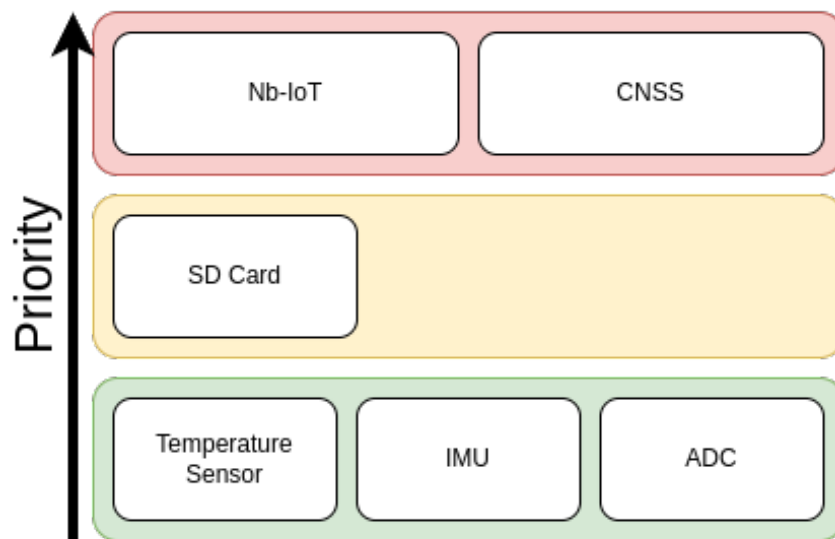 Priority
Nb-IoT
CNSS
SD Card
Temperature
Sensor
IMU
ADC